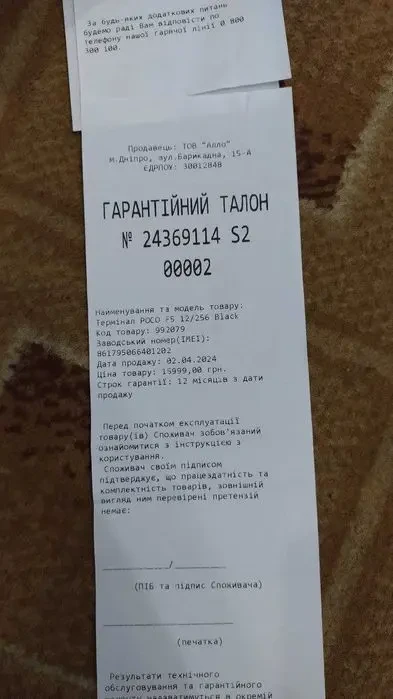 За будь-яких додаткових питань
будемо раді Вам відповісти по
телефону нашої гарячої лінії 0 800
300 100.
Продавець: ТОВ "Алло"
м.Дніпро, вул.Барикадна, 15-А
ЄДРПОУ: 30012848
ГАРАНТІЙНИЙ ТАЛОН
№ 24369114 S2
00002
Найменування та модель товару:
Термінал POCO F5 12/256 Black
Код товару: 992079
Заводський номер(IMEI):
861795066401202
Дата продажу: 02.04.2024
Ціна товару: 15999,00 грн.
Строк гарантії: 12 місяців з дати
продажу
Перед початком експлуатації
товару(ів) Споживач зобов'язаний
ознайомитися з інструкцією з
користування.
Споживач своїм підписом
підтверджує, що працездатність та
комплектність товарів, зовнішній
вигляд ним перевірені претензій
немає:
/
(ПІБ та підпис Споживача)
(печатка)
Результати технічного
обслуговування та гарантійного